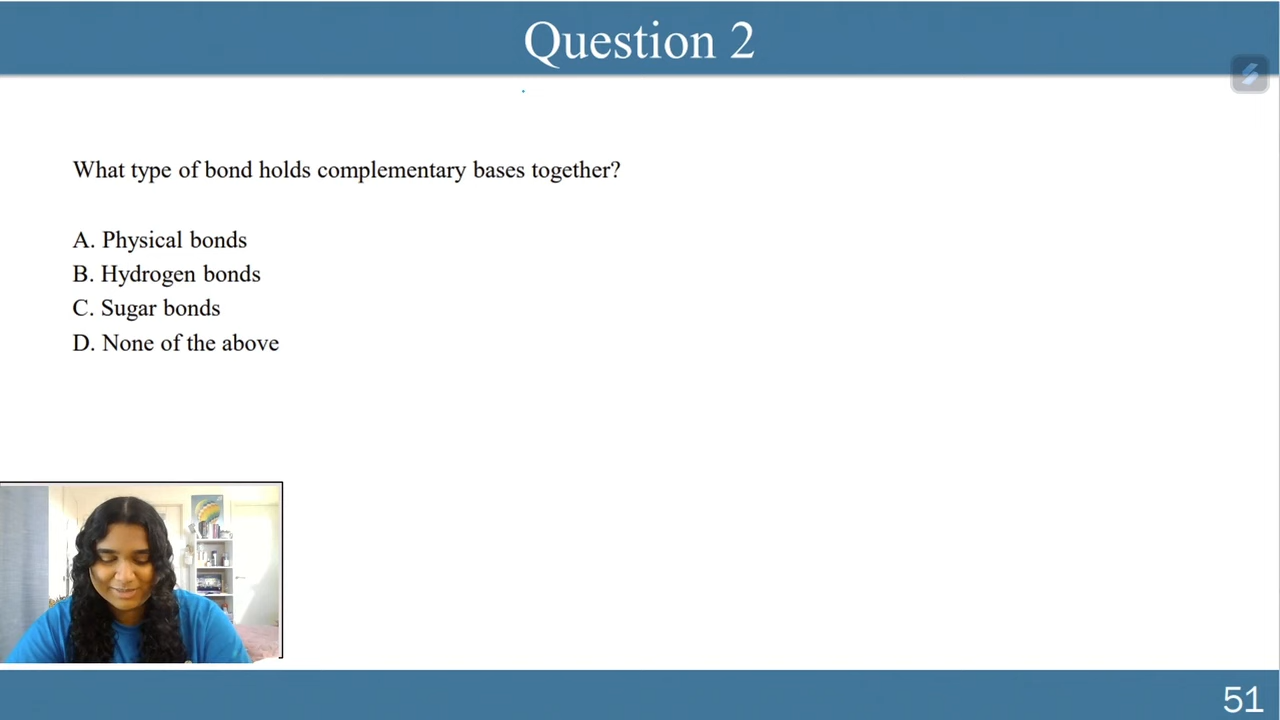 Question 2
What type of bond holds complementary bases together?
A. Physical bonds
B. Hydrogen bonds
C. Sugar bonds
D. None of the above
51